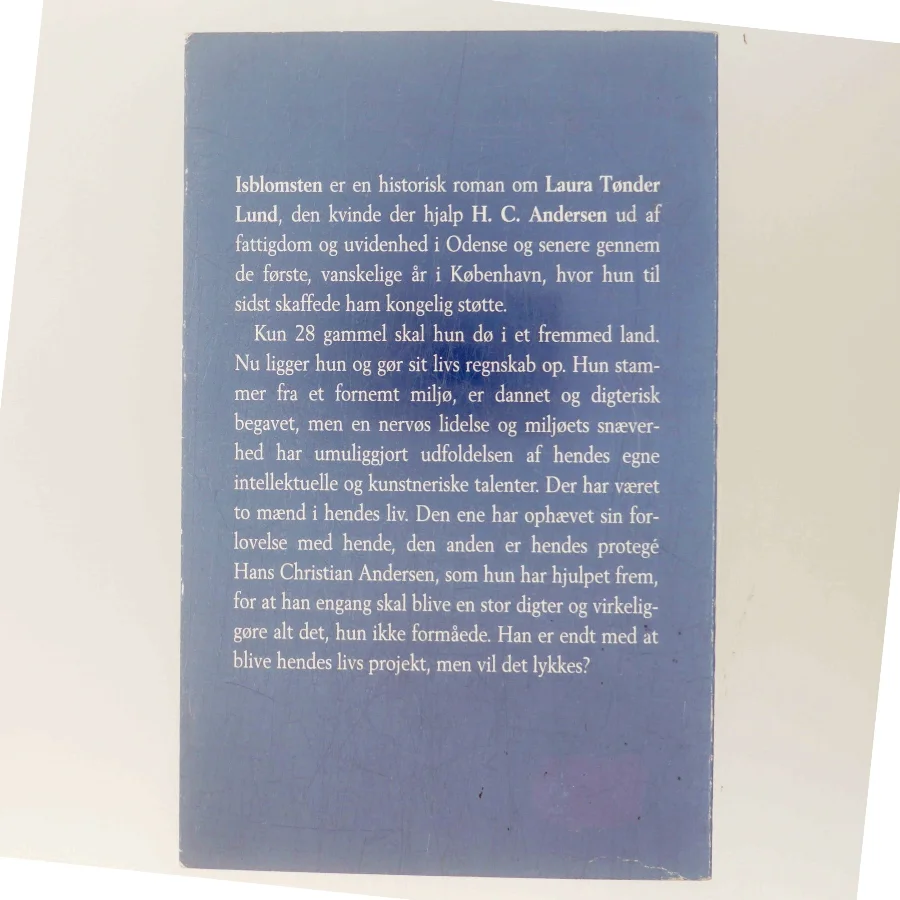 Isblomsten er en historisk roman om Laura Tønder
Lund, den kvinde der hjalp H. C. Andersen ud af
fattigdom og uvidenhed i Odense og senere gennem
de første, vanskelige år i København, hvor hun til
sidst skaffede ham kongelig støtte.
Kun 28 gammel skal hun dø i et fremmed land.
Nu ligger hun og gør sit livs regnskab op. Hun stam-
mer fra et fornemt miljø, er dannet og digterisk
begavet, men en nervøs lidelse og miljøets snæver-
hed har umuliggjort udfoldelsen af hendes egne
intellektuelle og kunstneriske talenter. Der har været
to mænd i hendes liv. Den ene har ophævet sin for-
lovelse med hende, den anden er hendes protegé
Hans Christian Andersen, som hun har hjulpet frem,
for at han engang skal blive en stor digter og virkelig-
gøre alt det, hun ikke formåede. Han er endt med at
blive hendes livs projekt, men vil det lykkes?